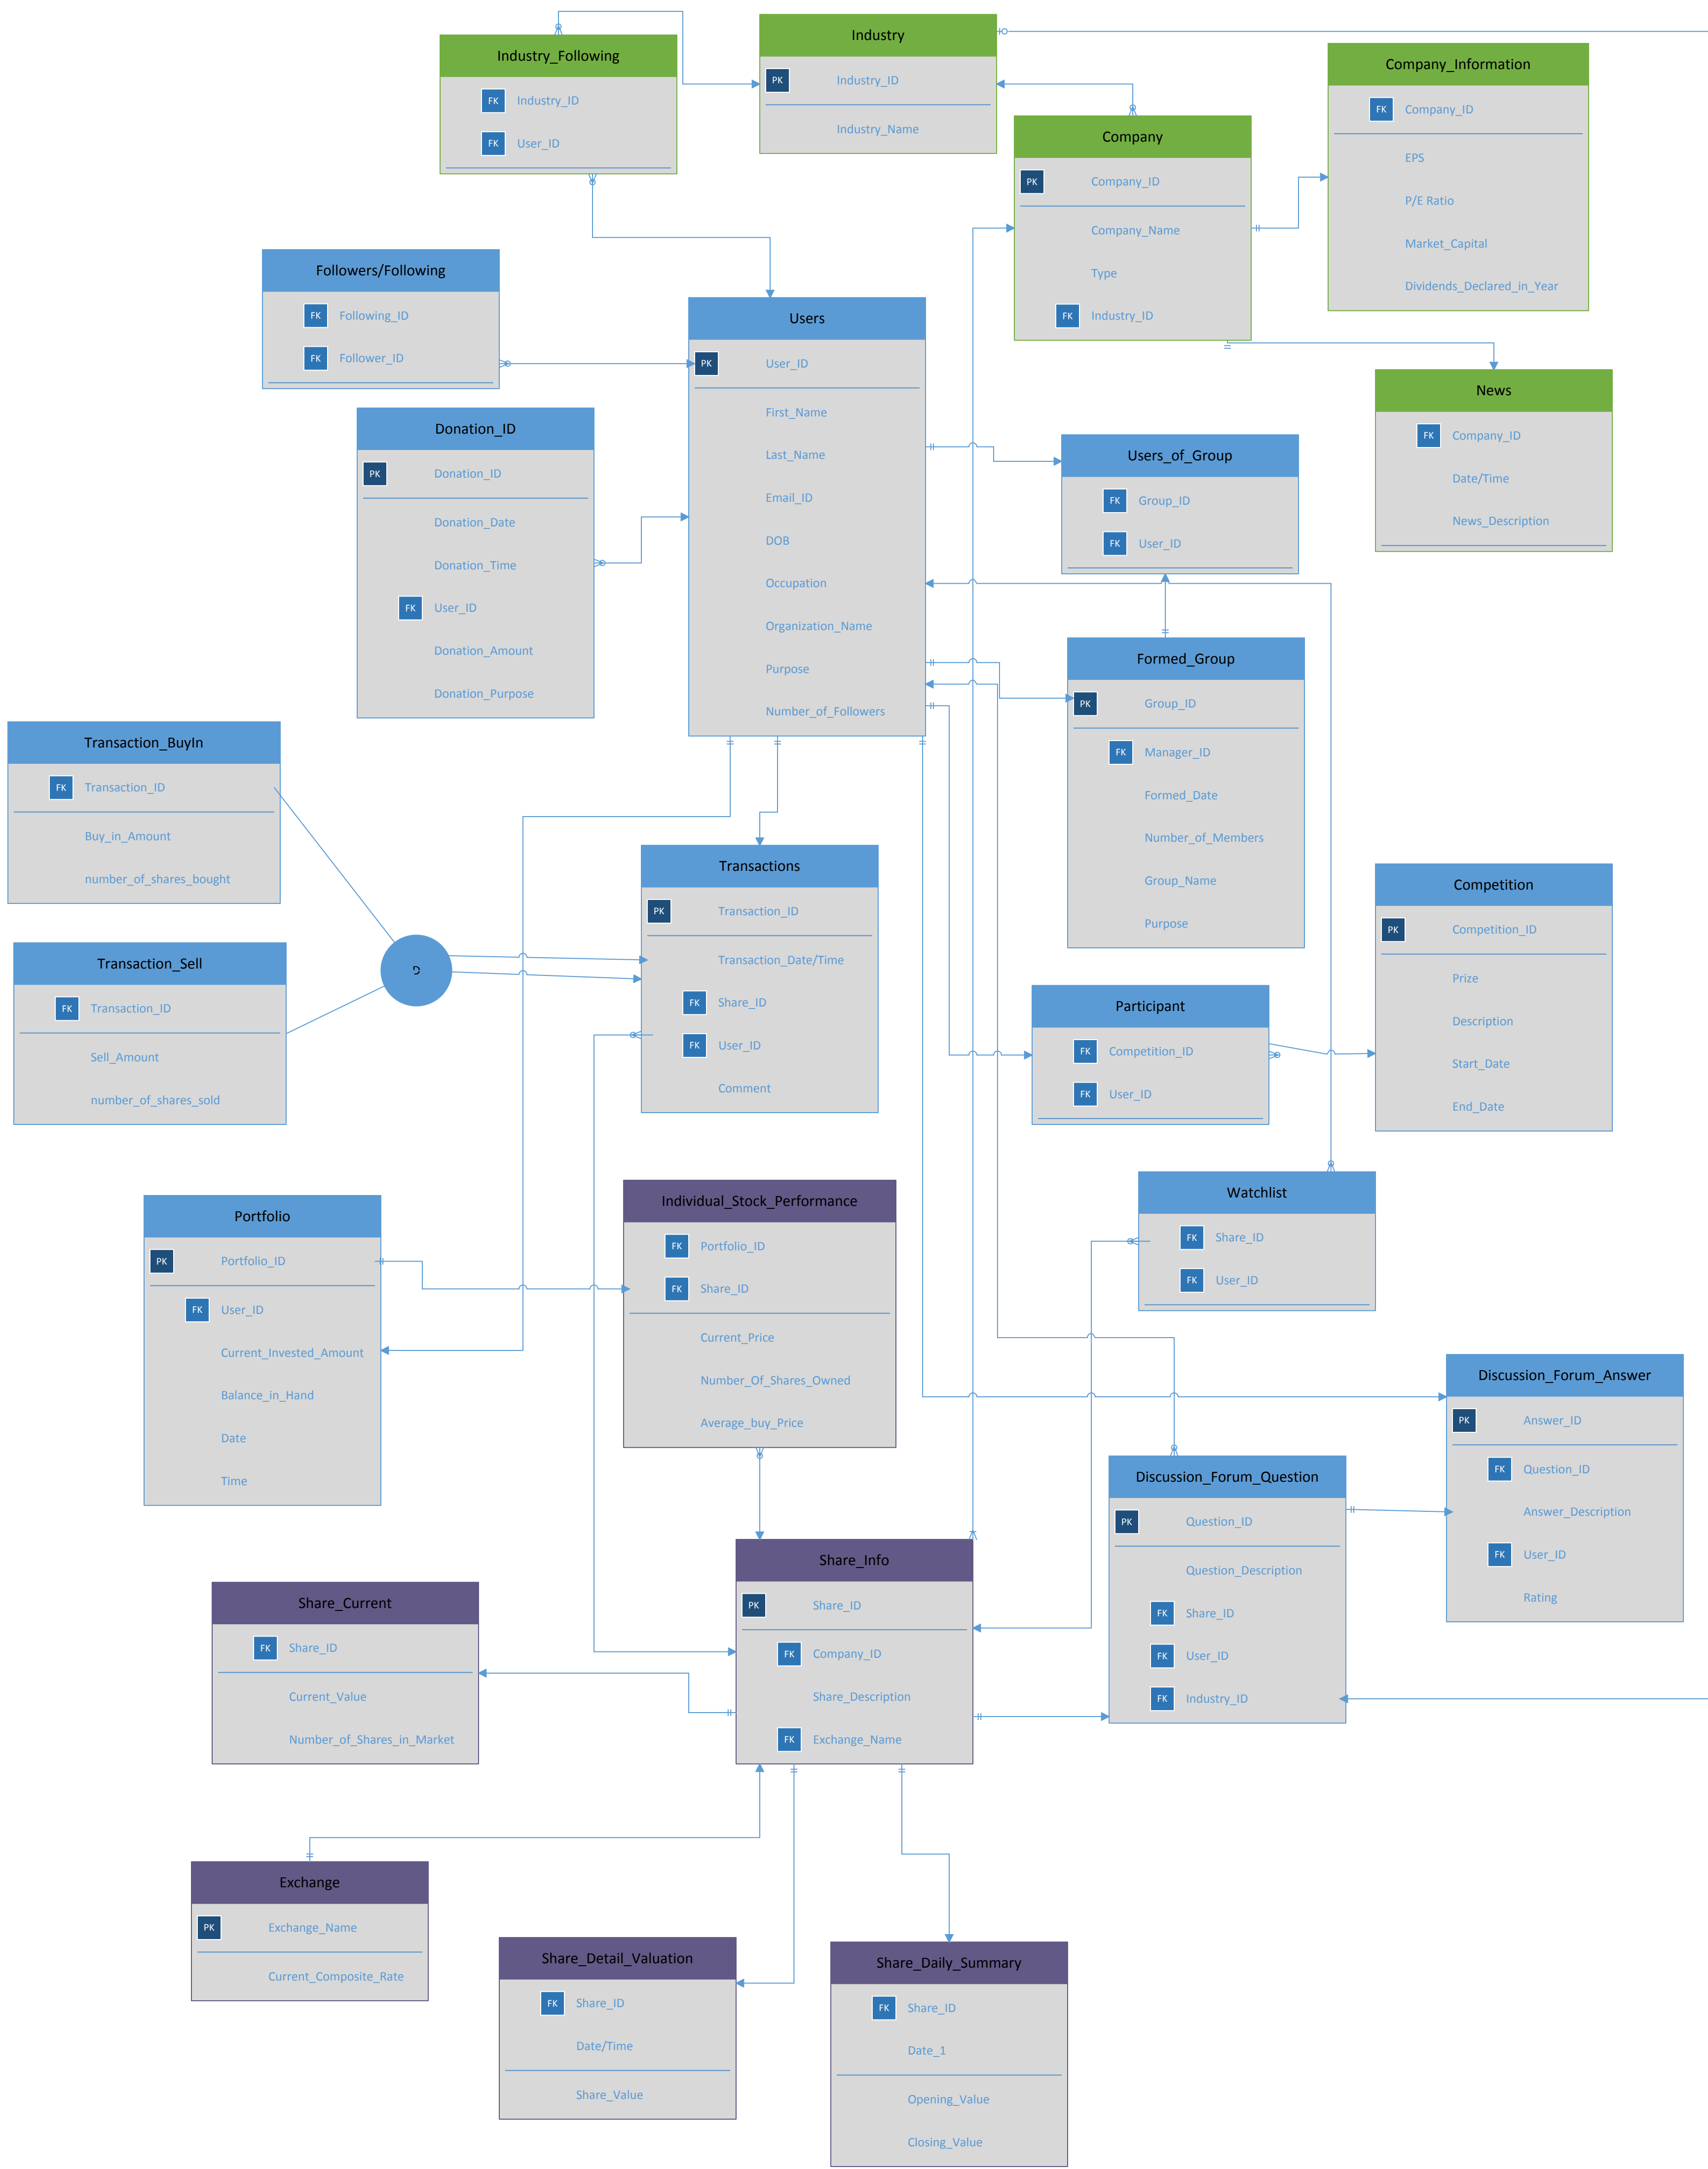 Industry_Following
FK Industry_ID
FK User_ID
Industry
PK Industry_ID
Industry_Name
Company_Information
FK Company_ID
EPS
P/E Ratio
Market_Capital
Dividends_Declared_in_Year
Company
PK Company_ID
Company_Name
Type
FK Industry_ID
Followers/Following
FK Following_ID
FK Follower_ID
Users
PK User_ID
First_Name
Last_Name
Email_ID
DOB
Occupation
Organization_Name
Purpose
Number_of_Followers
News
FK Company_ID
Date/Time
News_Description
Donation_ID
PK Donation_ID
Donation_Date
Donation_Time
FK User_ID
Donation_Amount
Donation_Purpose
Users_of_Group
FK Group_ID
FK User_ID
Formed_Group
PK Group_ID
FK Manager_ID
Formed_Date
Number_of_Members
Group_Name
Purpose
Transaction_BuyIn
FK Transaction_ID
Buy_in_Amount
number_of_shares_bought
Transaction_Sell
FK Transaction_ID
Sell_Amount
number_of_shares_sold
D
Transactions
PK Transaction_ID
Transaction_Date/Time
FK Share_ID
FK User_ID
Comment
Competition
PK Competition_ID
Prize
Description
Start_Date
End_Date
Participant
FK Competition_ID
FK User_ID
Watchlist
FK Share_ID
FK User_ID
Portfolio
PK Portfolio_ID
FK User_ID
Current_Invested_Amount
Balance_in_Hand
Date
Time
Individual_Stock_Performance
FK Portfolio_ID
FK Share_ID
Current_Price
Number_Of_Shares_Owned
Average_buy_Price
Discussion_Forum_Answer
PK Answer_ID
FK Question_ID
Answer_Description
FK User_ID
Rating
Discussion_Forum_Question
PK Question_ID
Question_Description
FK Share_ID
FK User_ID
FK Industry_ID
Share_Info
PK Share_ID
FK Company_ID
Share_Description
FK Exchange_Name
Share_Current
FK Share_ID
Current_Value
Number_of_Shares_in_Market
Exchange
PK Exchange_Name
Current_Composite_Rate
Share_Detail_Valuation
FK Share_ID
Date/Time
Share_Value
Share_Daily_Summary
FK Share_ID
Date_1
Opening_Value
Closing_Value